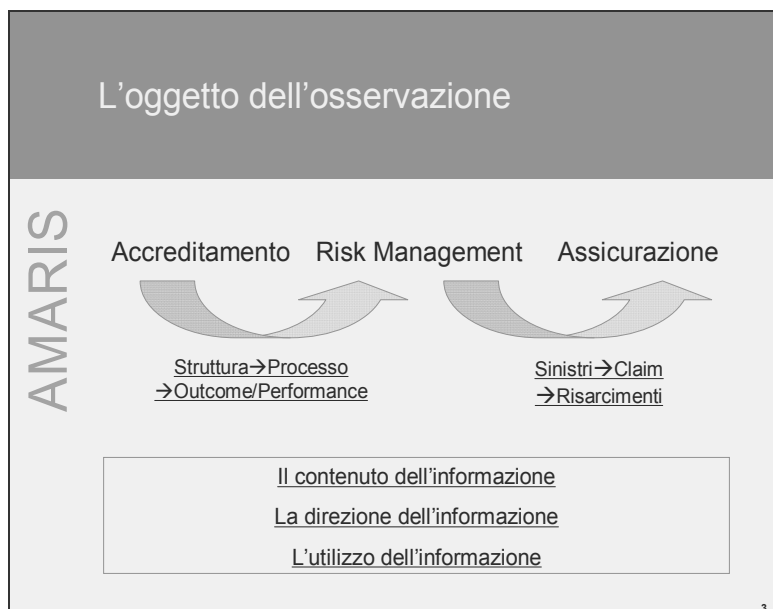 L'oggetto dell'osservazione
AMARIS
Accreditamento Risk Management Assicurazione
Struttura→Processo
→Outcome/Performance
Sinistri→Claim
→Risarcimenti
Il contenuto dell'informazione
La direzione dell'informazione
L'utilizzo dell'informazione
3